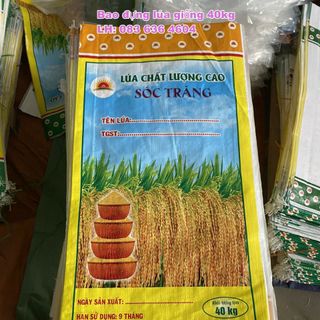 Bao đựng lúa giống 40kg
LH: 083 636 4604
LÚA CHẤT LƯỢNG CAO
SÓC TRĂNG
TÊN LÚA:
TGST:
NGÀY SẢN XUẤT:
HẠN SỬ DỤNG: 9 THÁNG
40 kg